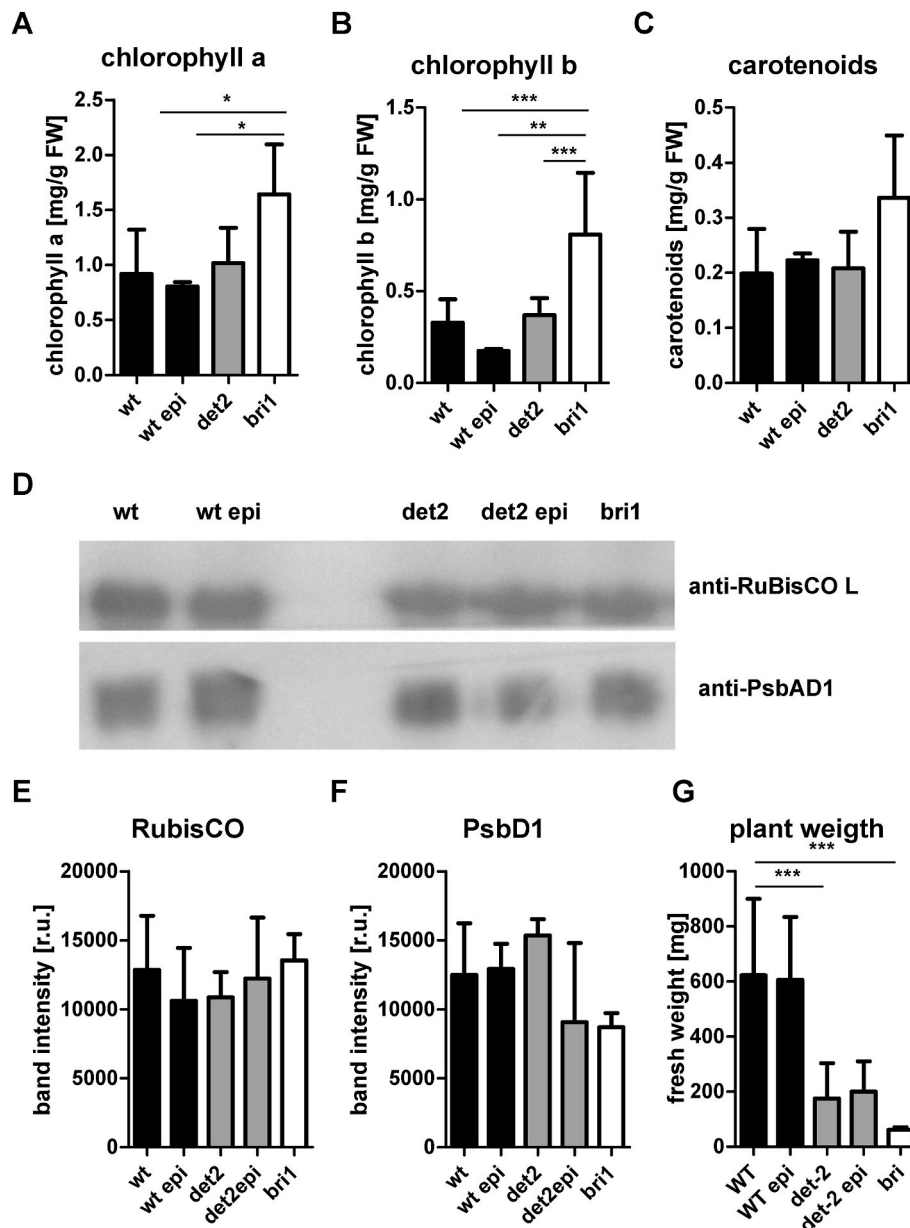 A
chlorophyll a
chlorophyll a [mg/g FW]
2.5
2.0
1.5
1.0
0.5
0.0
*
*
wt
wt epi
det2
bri1
B
chlorophyll b
chlorophyll b [mg/g FW]
1.5
1.0
0.5
0.0
***
**
***
wt
wt epi
det2
bri1
C
carotenoids
carotenoids [mg/g FW]
0.5
0.4
0.3
0.2
0.1
0.0
wt
wt epi
det2
bri1
D
wt wt epi det2 det2 epi bri1
anti-RuBisCO L
anti-PsbAD1
E
RubisCO
band intensity [r.u.]
20000
15000
10000
5000
0
wt
wt epi
det2
det2epi
bri1
F
PsbD1
band intensity [r.u.]
20000
15000
10000
5000
0
wt
wt epi
det2
det2epi
bri1
G
plant weigth
fresh weight [mg]
1000
800
600
400
200
0
***
***
WT
WT epi
det-2
det-2 epi
bri